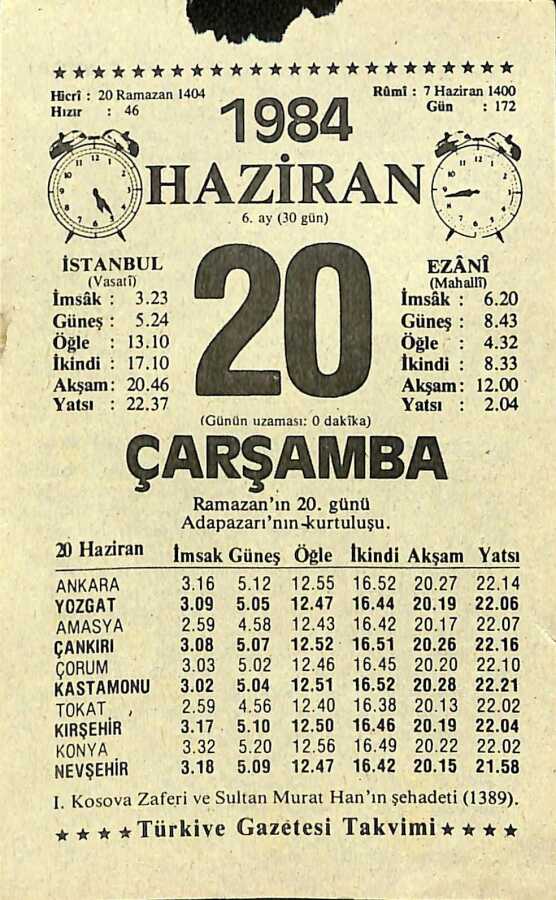 Hicrî : 20 Ramazan 1404
Hızır : 46
1984
Rûmî : 7 Haziran 1400
Gün : 172
HAZİRAN
6. ay (30 gün)
İSTANBUL
(Vasatî)
İmsâk : 3.23
Güneş : 5.24
Öğle : 13.10
İkindi : 17.10
Akşam : 20.46
Yatsı : 22.37
20
EZÂNÎ
(Mahallî)
İmsâk : 6.20
Güneş : 8.43
Öğle : 4.32
İkindi : 8.33
Akşam : 12.00
Yatsı : 2.04
(Günün uzaması: 0 dakîka)
ÇARŞAMBA
Ramazan'ın 20. günü
Adapazarı'nın kurtuluşu.
20 Haziran İmsak Güneş Öğle İkindi Akşam Yatsı
ANKARA 3.16 5.12 12.55 16.52 20.27 22.14
YOZGAT 3.09 5.05 12.47 16.44 20.19 22.06
AMASYA 2.59 4.58 12.43 16.42 20.17 22.07
ÇANKIRI 3.08 5.07 12.52 16.51 20.26 22.16
ÇORUM 3.03 5.02 12.46 16.45 20.20 22.10
KASTAMONU 3.02 5.04 12.51 16.52 20.28 22.21
TOKAT 2.59 4.56 12.40 16.38 20.13 22.02
KIRŞEHİR 3.17 5.10 12.50 16.46 20.19 22.04
KONYA 3.32 5.20 12.56 16.49 20.22 22.02
NEVŞEHİR 3.18 5.09 12.47 16.42 20.15 21.58
I. Kosova Zaferi ve Sultan Murat Han'ın şehadeti (1389).
Türkiye Gazetesi Takvimi